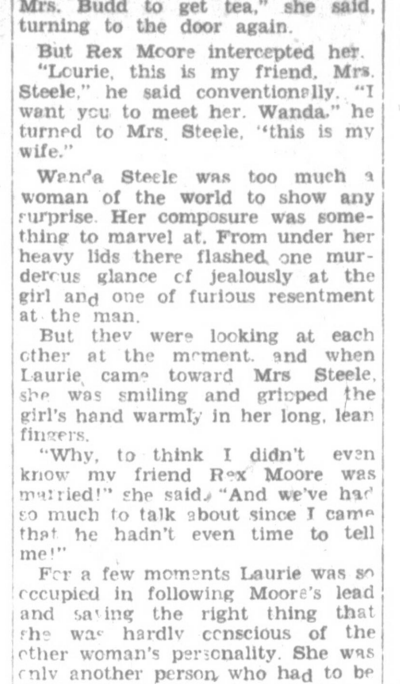 Mrs. Budd to get tea," she said,
turning to the door again.
But Rex Moore intercepted her.
"Lourie, this is my friend, Mrs.
Steele," he said conventionally. "I
want you to meet her. Wanda." he
turned to Mrs. Steele, "this is my
wife."
Wanda Steele was too much a
woman of the world to show any
surprise. Her composure was some-
thing to marvel at. From under her
heavy lids there flashed one mur-
derous glance of jealously at the
girl and one of furious resentment
at the man.
But they were looking at each
other at the moment. and when
Laurie came toward Mrs Steele,
she was smiling and gripped the
girl's hand warmly in her long, lean
fingers.
"Why, to think I didn't even
know my friend Rex Moore was
married!" she said. "And we've had
so much to talk about since I came
that he hadn't even time to tell
me!"
For a few moments Laurie was so
occupied in following Moore's lead
and saying the right thing that
she was hardly conscious of the
other woman's personality. She was
only another person who had to be